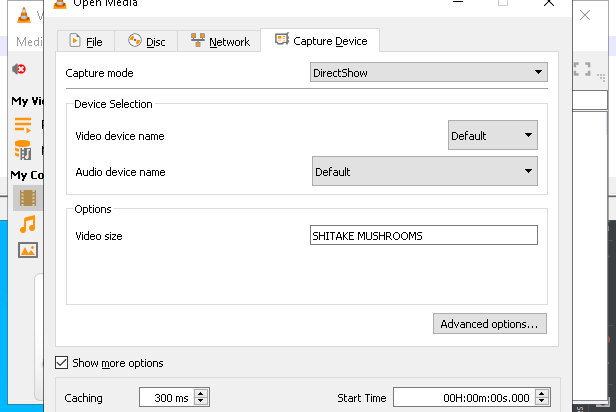 Open Media
V
Medi
File
Disc
Network
Capture Device
Capture mode
DirectShow
My Vi
Device Selection
Video device name
Default
Audio device name
Default
My Co
Options
Video size
SHITAKE MUSHROOMS
Advanced options...
Show more options
Caching
300 ms
Start Time
00H:00m:00s.000